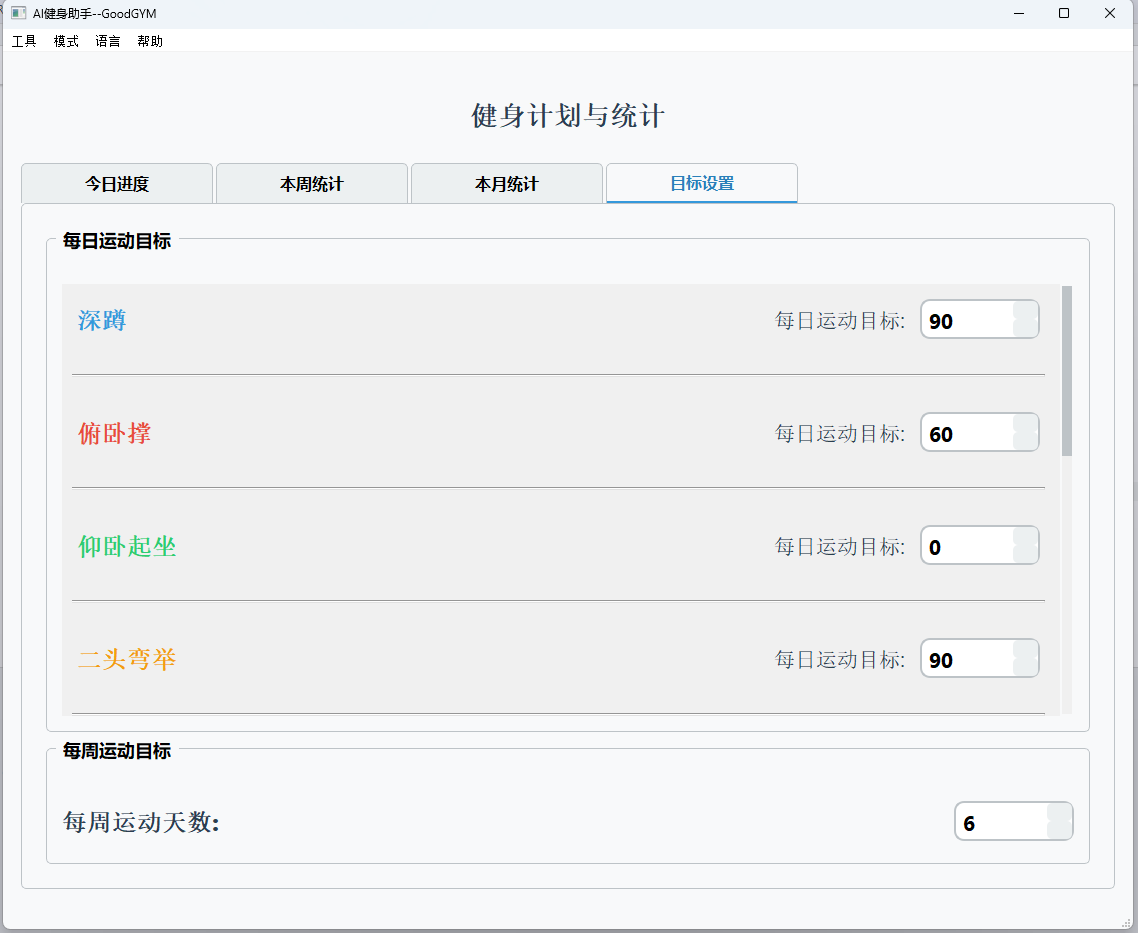 AI健身助手--GoodGYM
工具 模式 语言 帮助
健身计划与统计
今日进度 本周统计 本月统计 目标设置
每日运动目标
深蹲 每日运动目标: 90
俯卧撑 每日运动目标: 60
仰卧起坐 每日运动目标: 0
二头弯举 每日运动目标: 90
每周运动目标
每周运动天数: 6